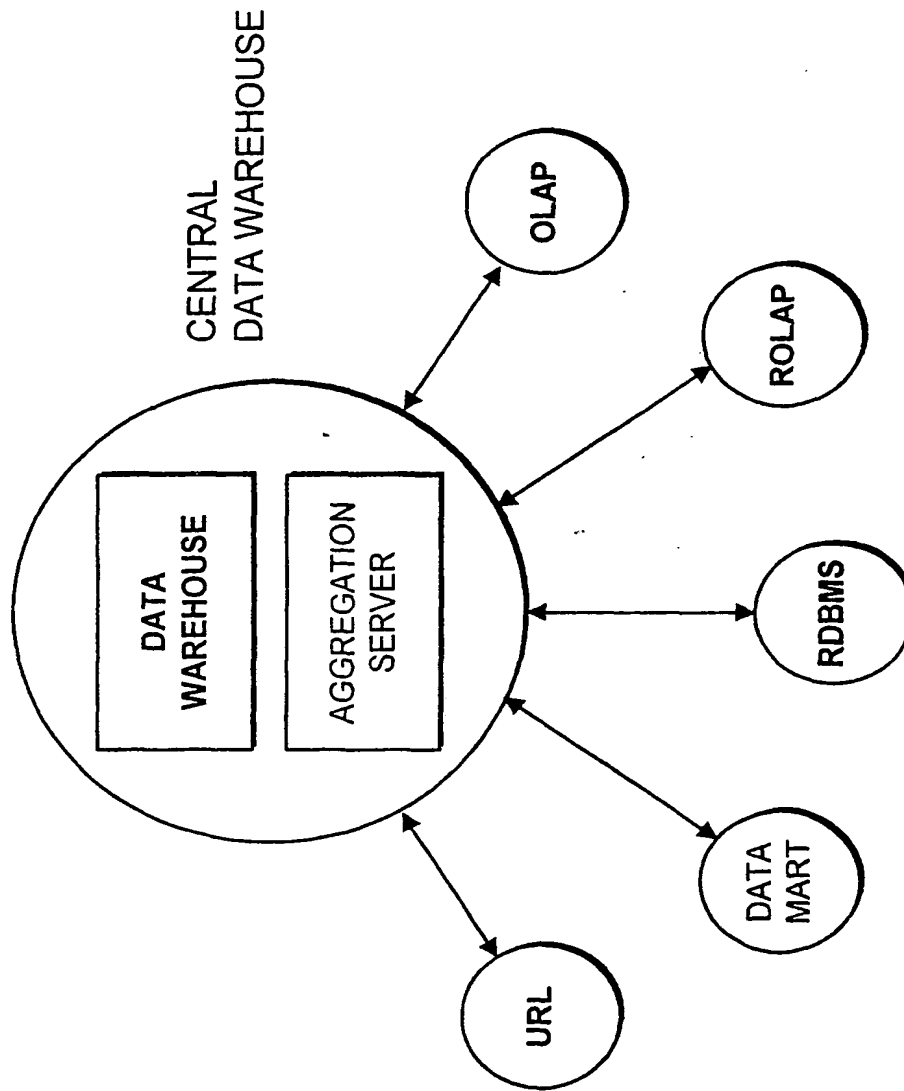 CENTRAL
DATA WAREHOUSE
DATA
WAREHOUSE
AGGREGATION
SERVER
URL
DATA
MART
RDBMS
ROLAP
OLAP